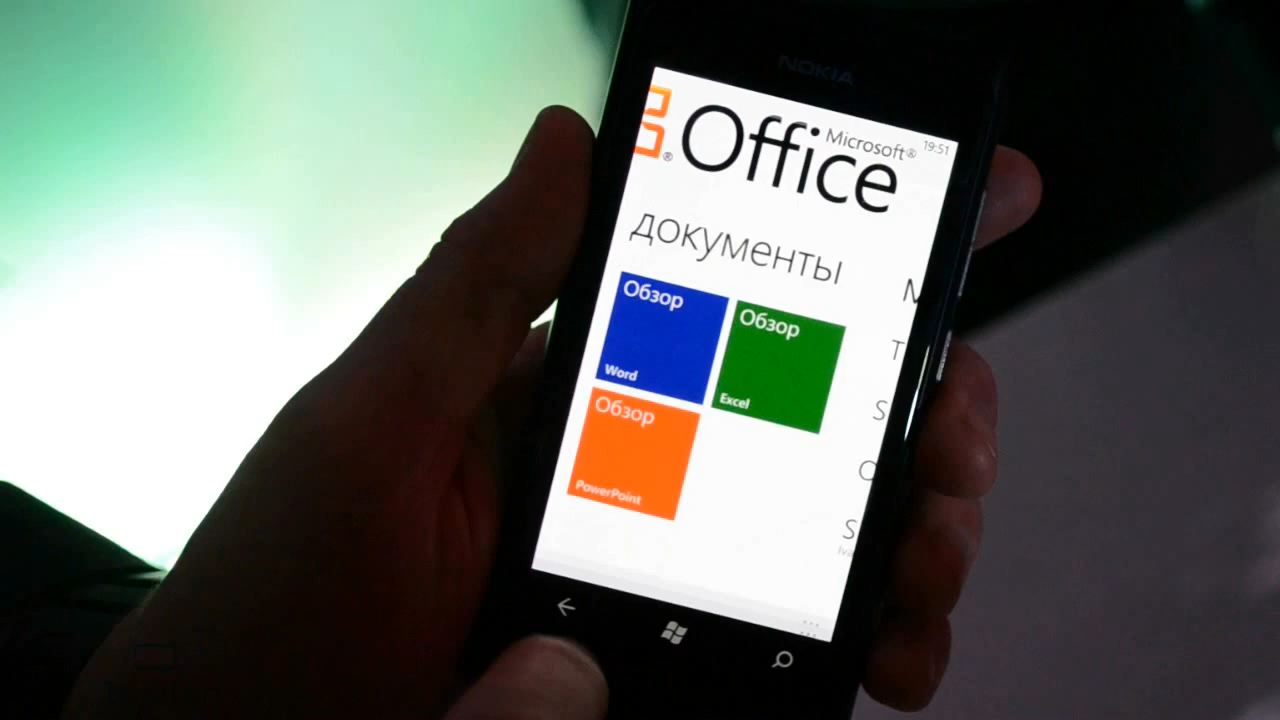 NOKIA
Microsoft® 19:51
® Office
документы
Обзор
Word
Обзор
Excel
Обзор
PowerPoint
T
S
S